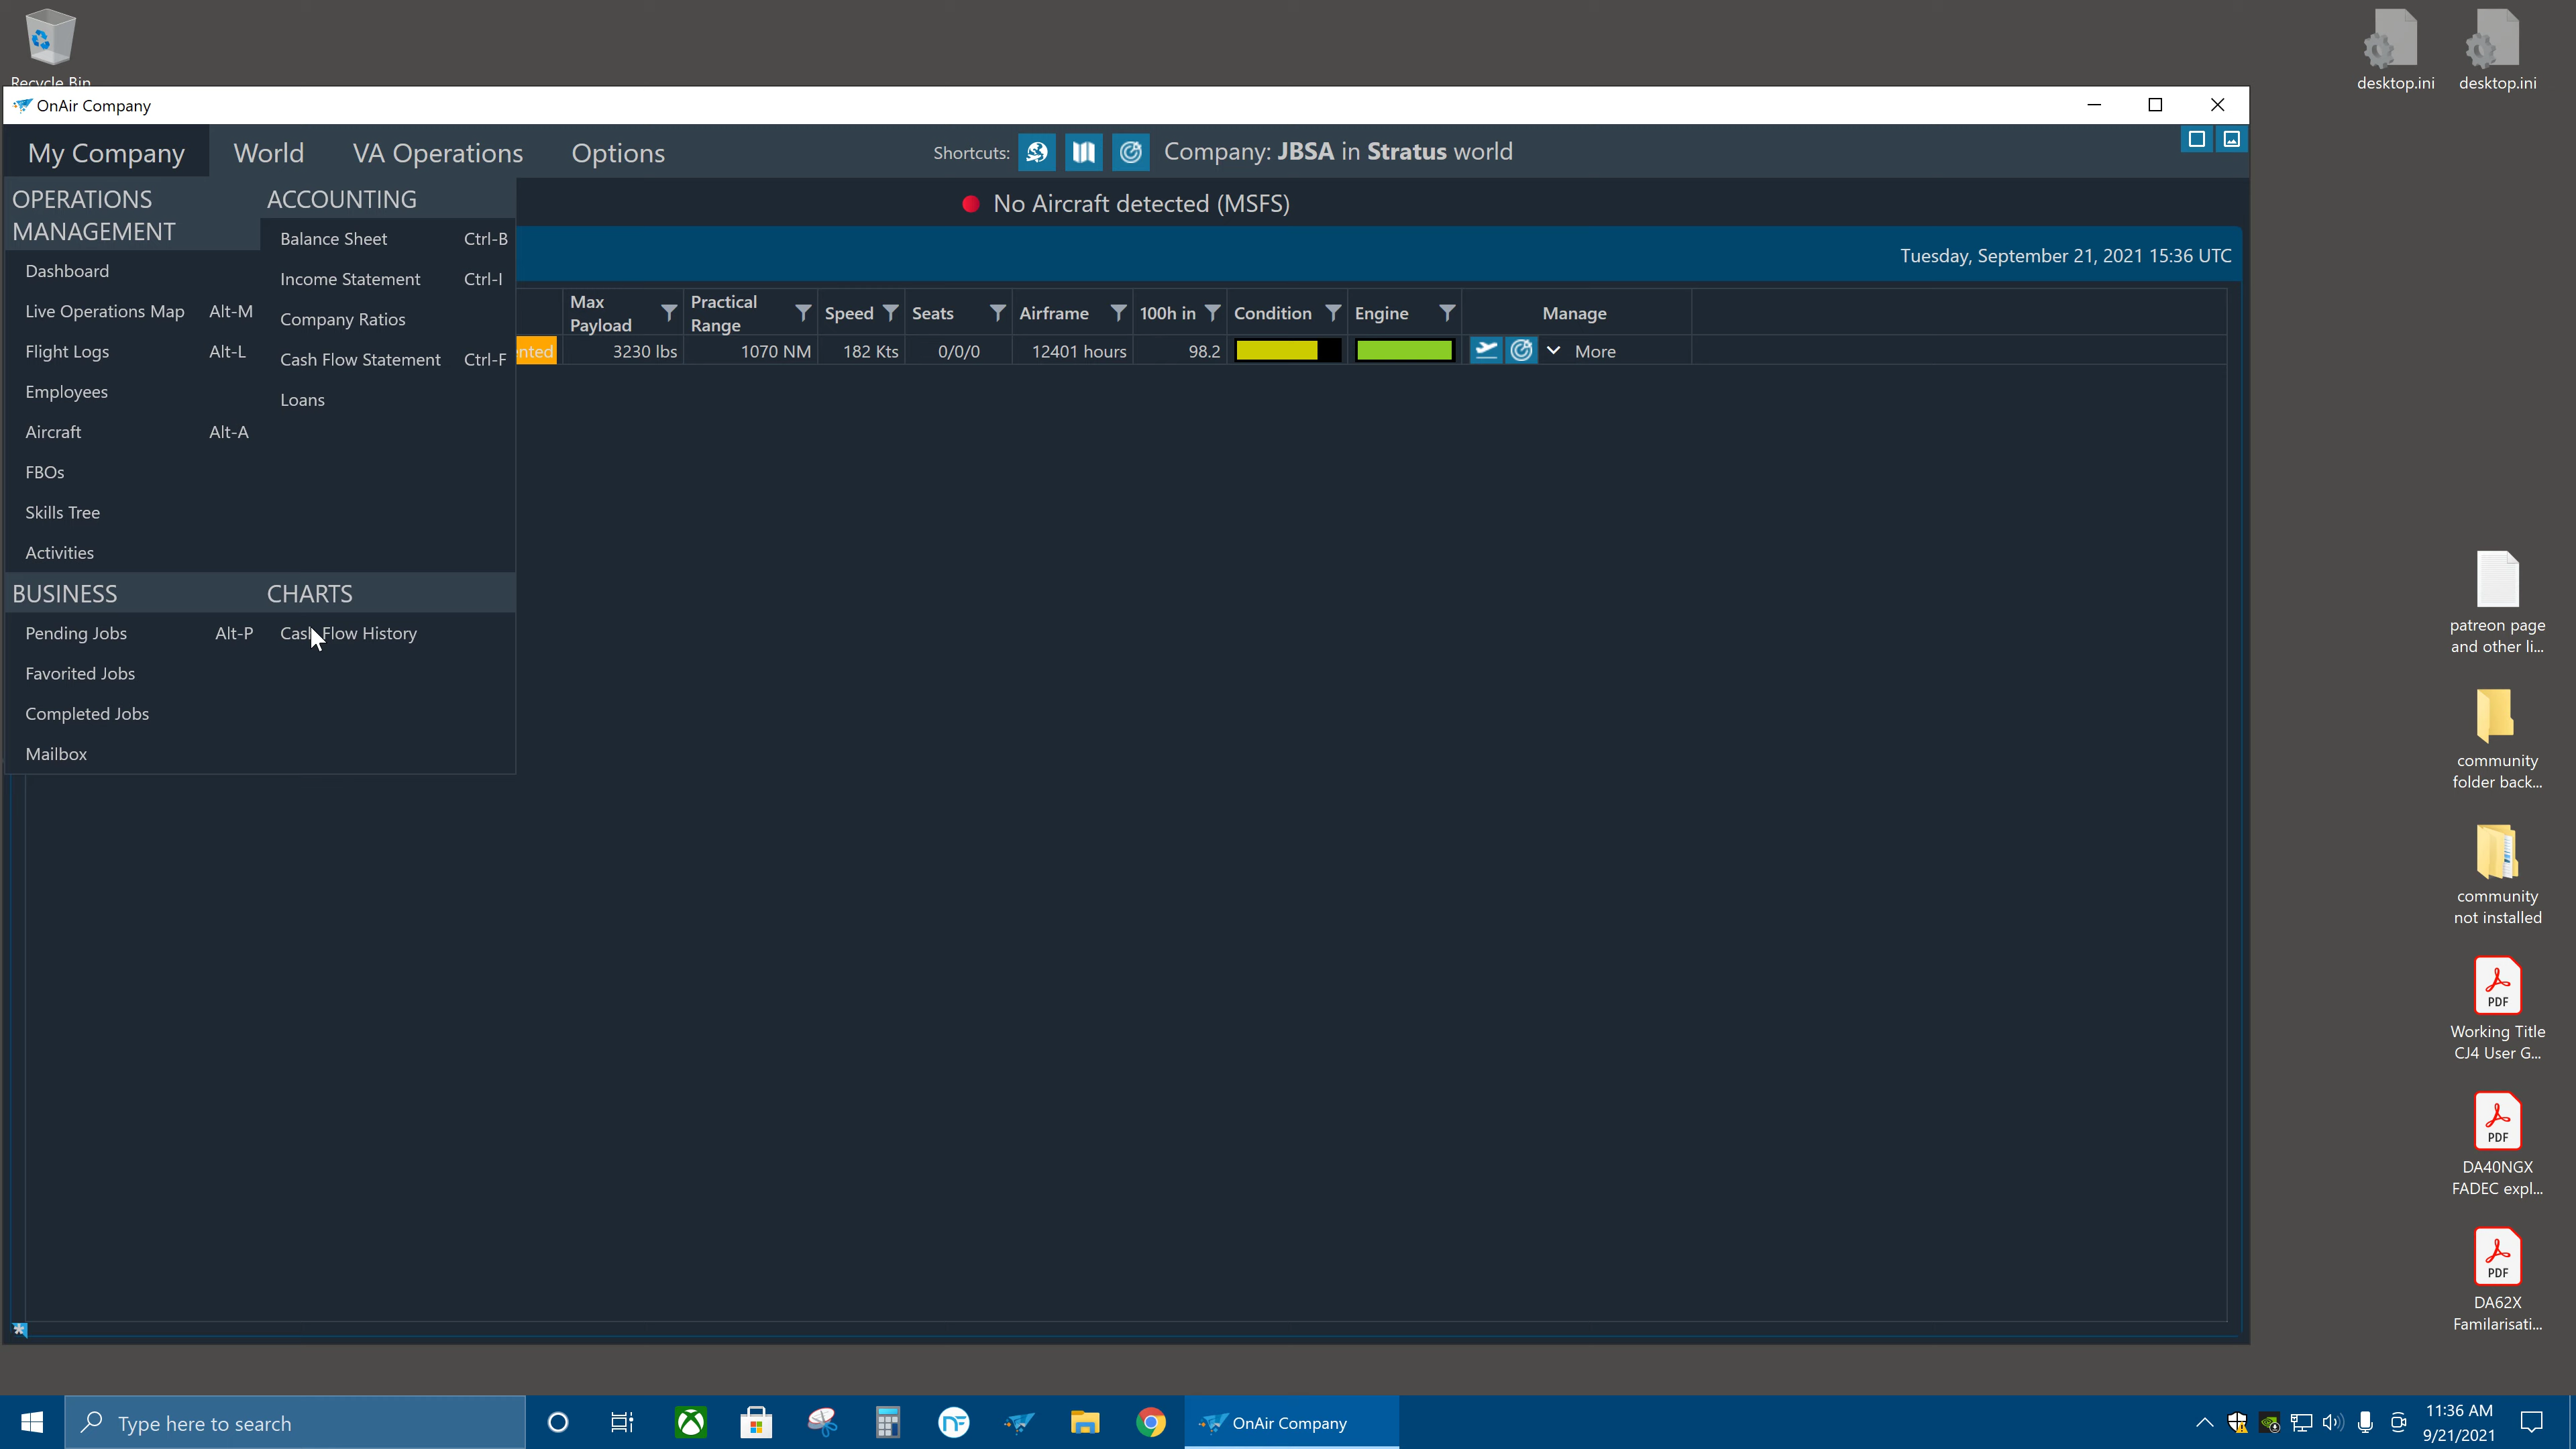 Recycle Bin
desktop.ini
desktop.ini
OnAir Company
My Company World VA Operations Options
Shortcuts: Company: JBSA in Stratus world
No Aircraft detected (MSFS)
Tuesday, September 21, 2021 15:36 UTC
OPERATIONS
MANAGEMENT
Dashboard
Live Operations Map Alt-M
Flight Logs Alt-L
Employees
Aircraft Alt-A
FBOs
Skills Tree
Activities
ACCOUNTING
Balance Sheet Ctrl-B
Income Statement Ctrl-I
Company Ratios
Cash Flow Statement Ctrl-F
Loans
BUSINESS
Pending Jobs Alt-P
Favorited Jobs
Completed Jobs
Mailbox
CHARTS
Cash Flow History
Max
Payload
Practical
Range
Speed
Seats
Airframe
100h in
Condition
Engine
Manage
nted 3230 lbs 1070 NM 182 Kts 0/0/0 12401 hours 98.2 More
patreon page
and other li...
community
folder back...
community
not installed
PDF
Working Title
CJ4 User G...
PDF
DA40NGX
FADEC expl...
PDF
DA62X
Familarisati...
Type here to search
OnAir Company
11:36 AM
9/21/2021